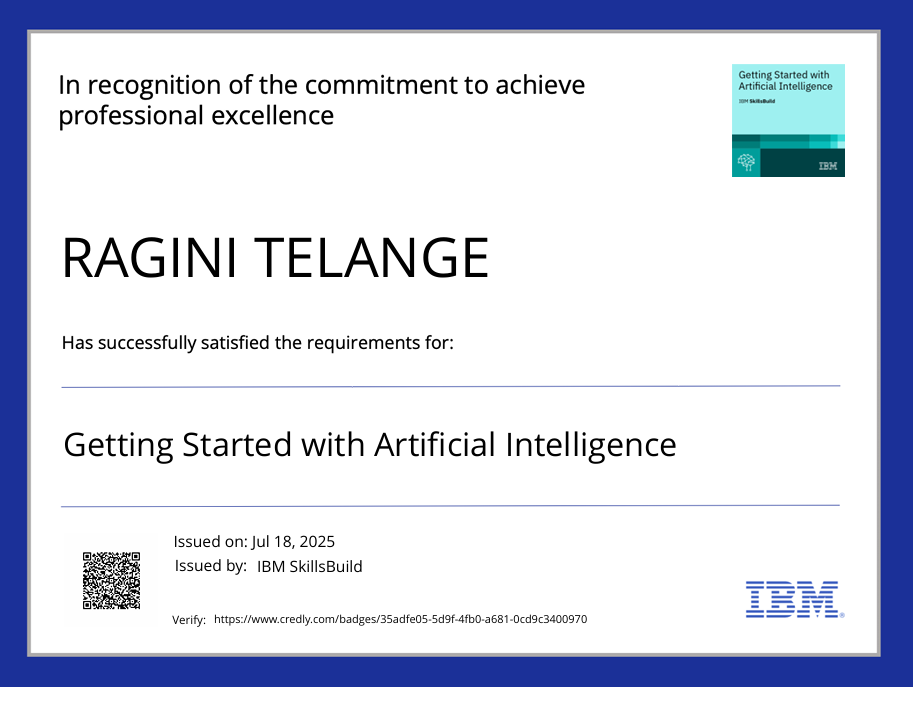 In recognition of the commitment to achieve
professional excellence
Getting Started with
Artificial Intelligence
IBM SkillsBuild
IBM
RAGINI TELANGE
Has successfully satisfied the requirements for:
Getting Started with Artificial Intelligence
Issued on: Jul 18, 2025
Issued by: IBM SkillsBuild
Verify: https://www.credly.com/badges/35adfe05-5d9f-4fb0-a681-0cd9c3400970
IBM®